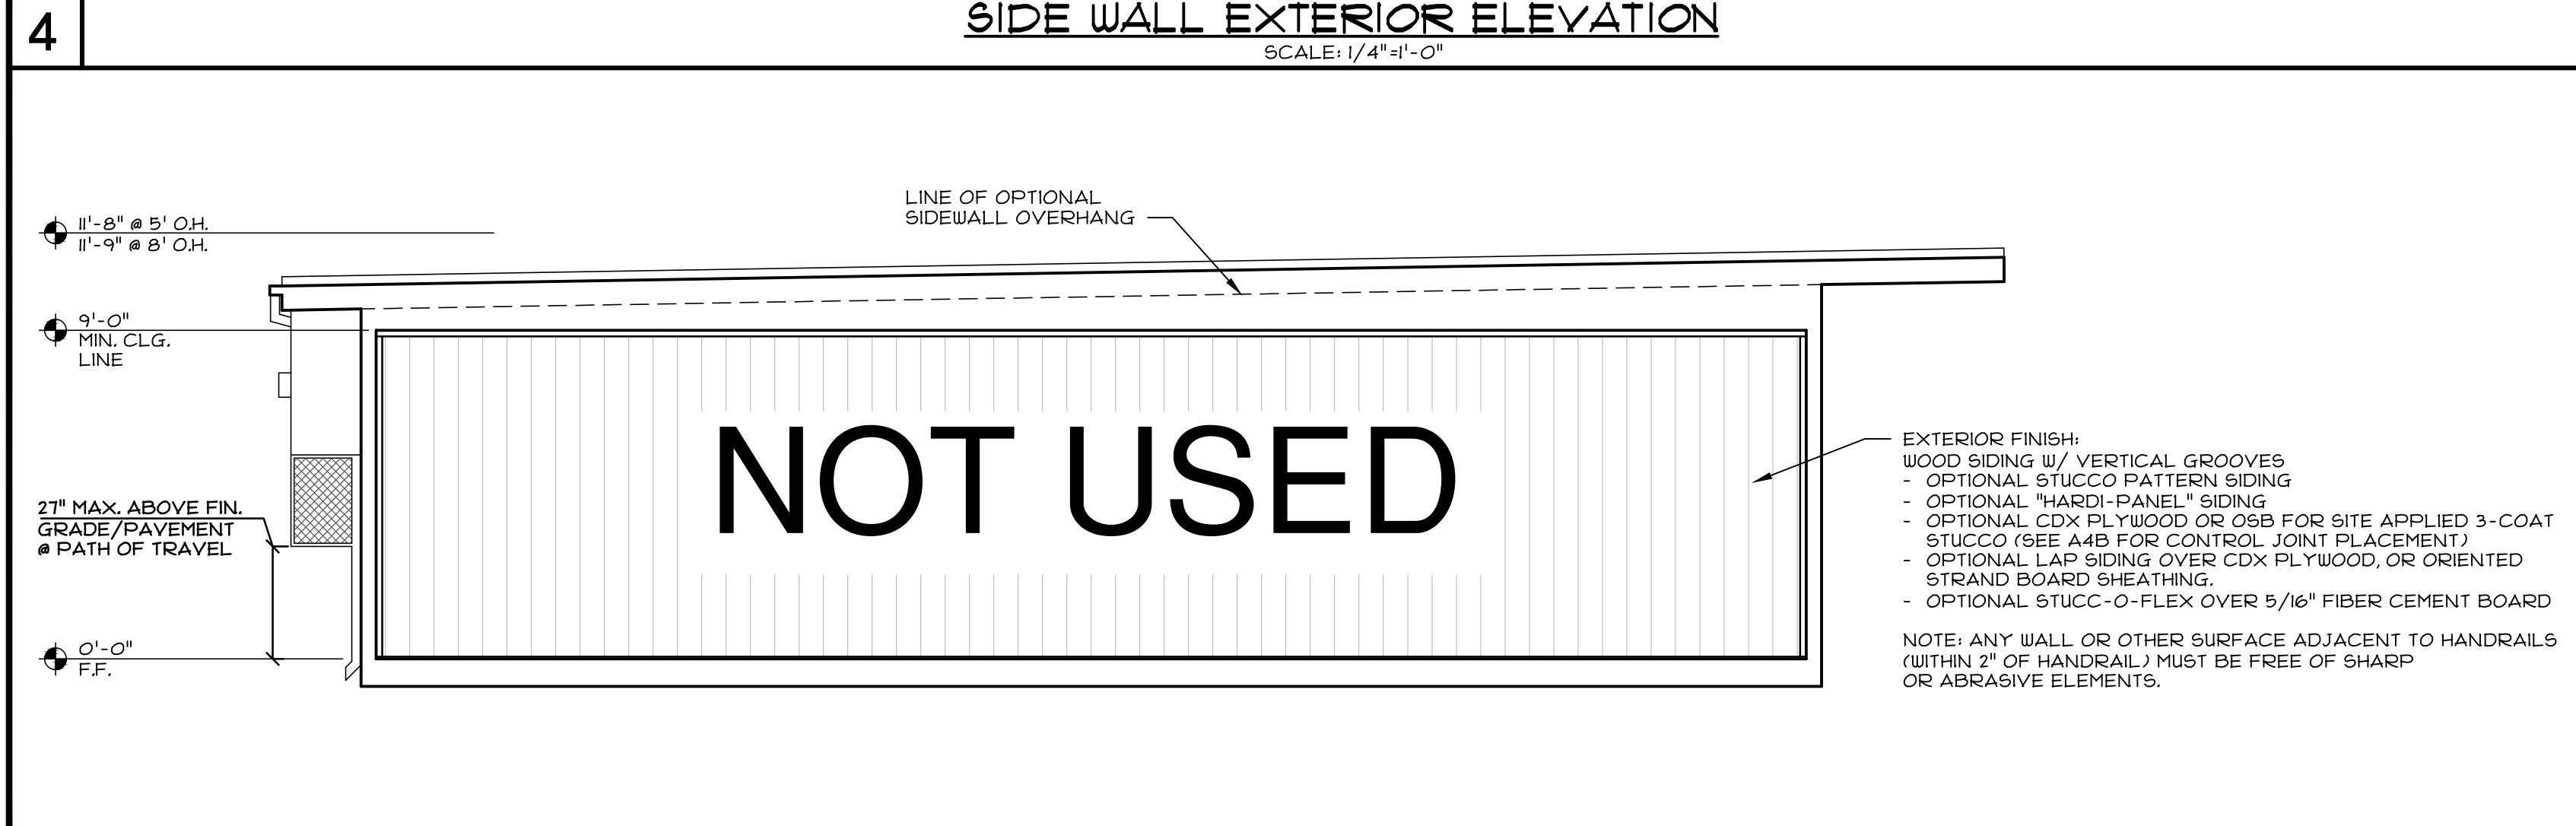 4
SIDE WALL EXTERIOR ELEVATION
SCALE: 1/4"=1'-0"
LINE OF OPTIONAL
SIDEWALL OVERHANG
11'-8" @ 5' O.H.
11'-9" @ 8' O.H.
9'-0"
MIN. CLG.
LINE
NOT USED
27" MAX. ABOVE FIN.
GRADE/PAVEMENT
@ PATH OF TRAVEL
0'-0"
F.F.
EXTERIOR FINISH:
WOOD SIDING W/ VERTICAL GROOVES
- OPTIONAL STUCCO PATTERN SIDING
- OPTIONAL "HARDI-PANEL" SIDING
- OPTIONAL CDX PLYWOOD OR OSB FOR SITE APPLIED 3-COAT
STUCCO (SEE A4B FOR CONTROL JOINT PLACEMENT)
- OPTIONAL LAP SIDING OVER CDX PLYWOOD, OR ORIENTED
STRAND BOARD SHEATHING.
- OPTIONAL STUCC-O-FLEX OVER 5/16" FIBER CEMENT BOARD
NOTE: ANY WALL OR OTHER SURFACE ADJACENT TO HANDRAILS
(WITHIN 2" OF HANDRAIL) MUST BE FREE OF SHARP
OR ABRASIVE ELEMENTS.